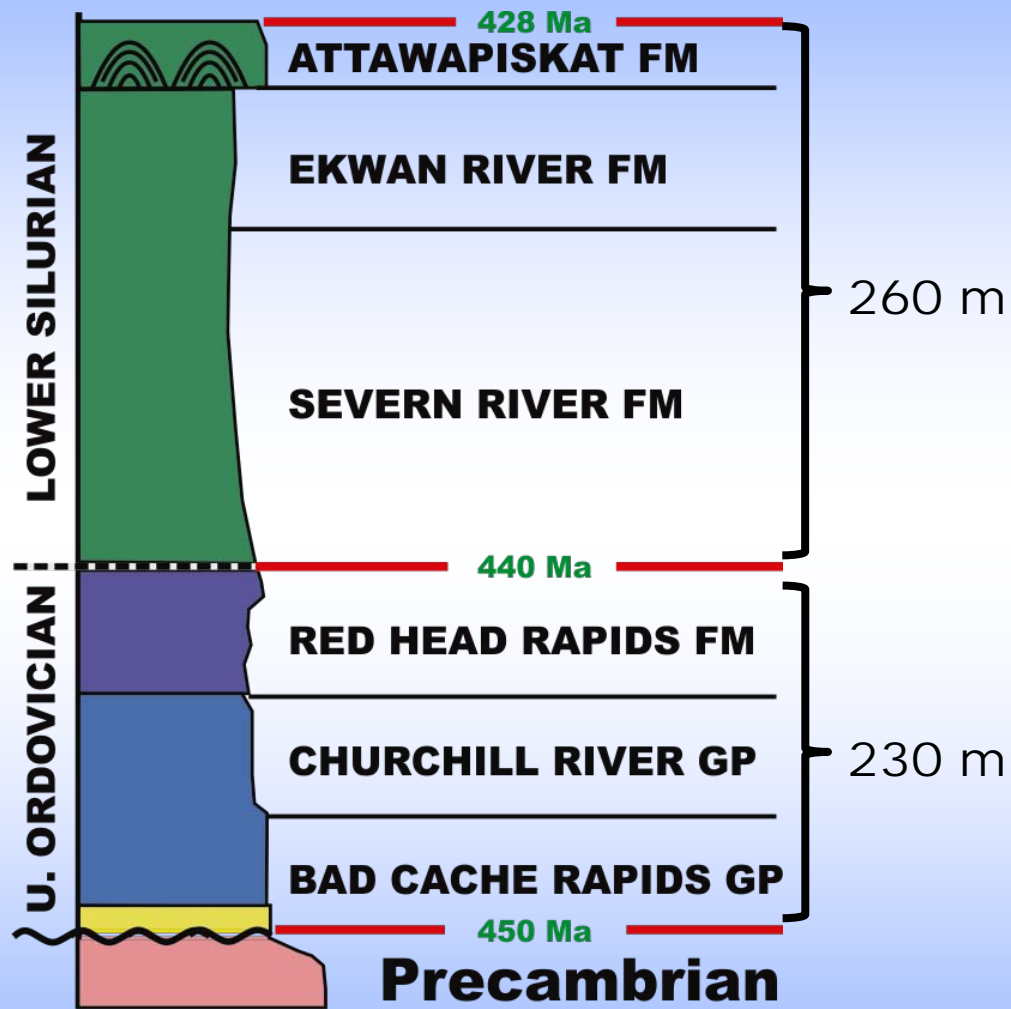 428 Ma
ATTAWAPISKAT FM
EKWAN RIVER FM
LOWER SILURIAN
260 m
SEVERN RIVER FM
440 Ma
RED HEAD RAPIDS FM
U. ORDOVICIAN
CHURCHILL RIVER GP
230 m
BAD CACHE RAPIDS GP
450 Ma
Precambrian